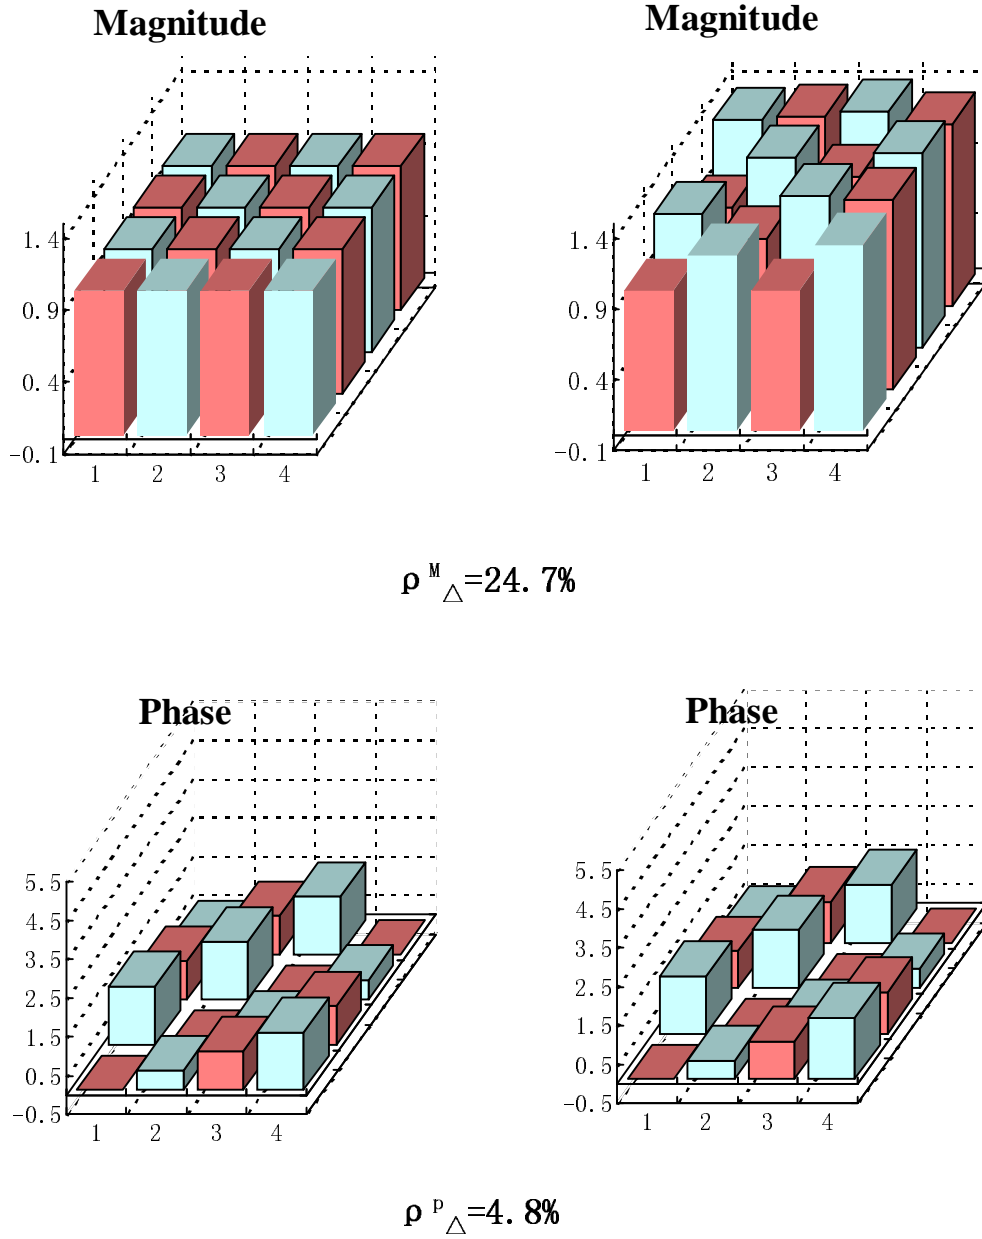 Magnitude Magnitude
1.4 1.4
0.9 0.9
0.4 0.4
-0.1 -0.1
1 2 3 4 1 2 3 4
ρ M △=24.7%
Phase Phase
5.5 5.5
4.5 4.5
3.5 3.5
2.5 2.5
1.5 1.5
0.5 0.5
-0.5 -0.5
1 2 3 4 1 2 3 4
ρ p △=4.8%